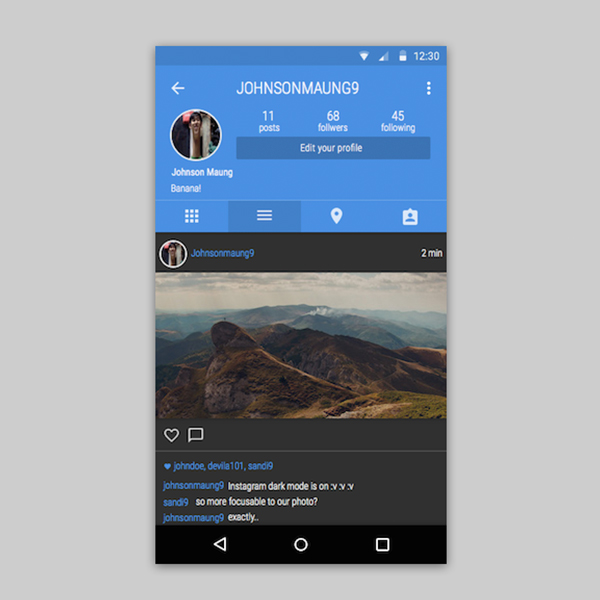 12:30
JOHNSONMAUNG9
11 68 45
posts follwers following
Edit your profile
Johnson Maung
Banana!
Johnsonmaung9 2 min
johndoe, devila101, sandi9
johnsonmaung9 Instagram dark mode is on :v :v :v
sandi9 so more focusable to our photo?
johnsonmaung9 exactly..